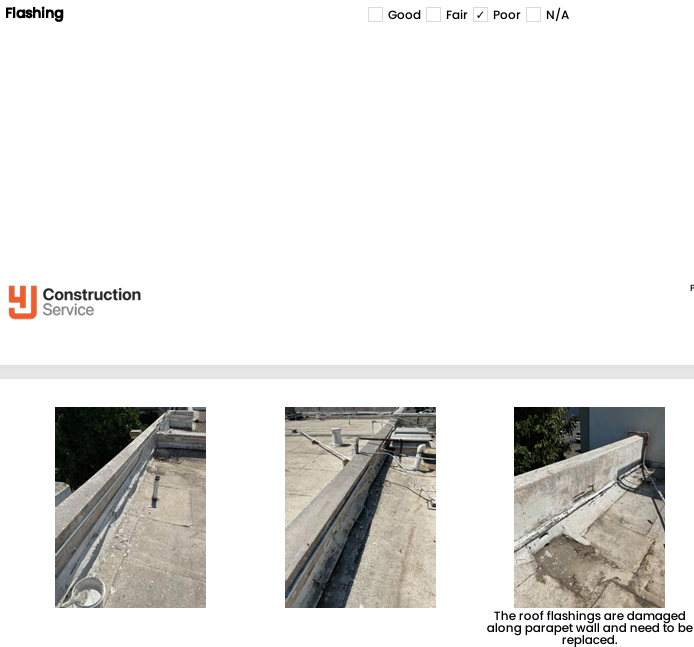 Flashing
Good Fair ✓ Poor N/A
4J Construction
Service
The roof flashings are damaged
along parapet wall and need to be
replaced.